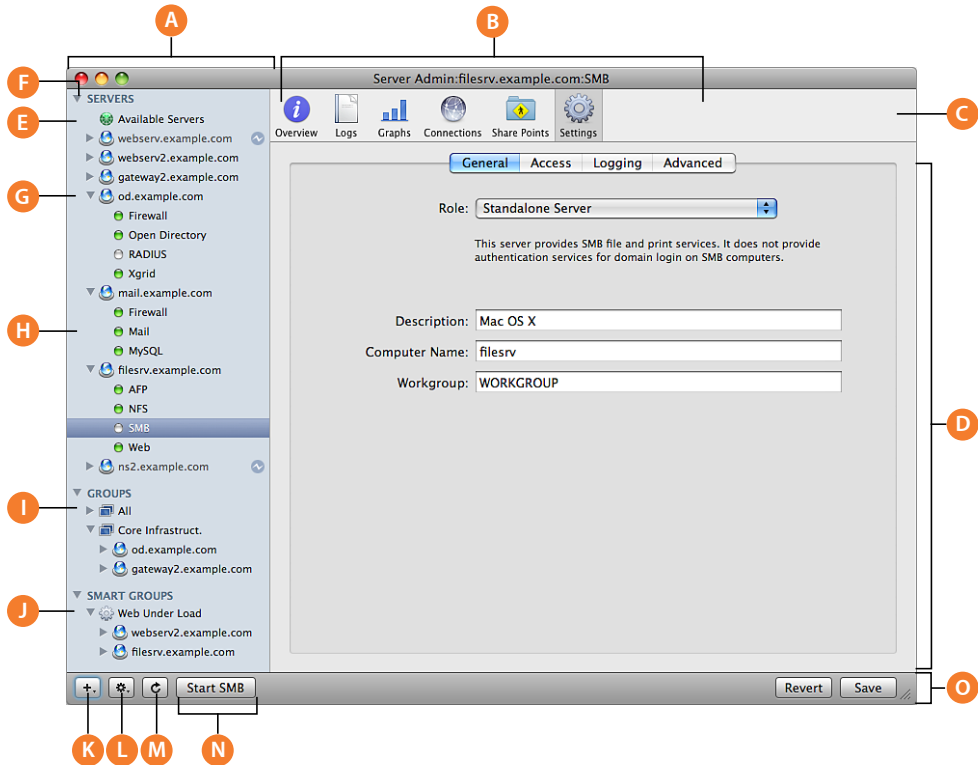 A
B
Server Admin:filesrv.example.com:SMB
F
SERVERS
E
Available Servers
webserv.example.com
webserv2.example.com
gateway2.example.com
G
od.example.com
Firewall
Open Directory
RADIUS
Xgrid
mail.example.com
Firewall
H
Mail
MySQL
filesrv.example.com
AFP
NFS
SMB
Web
ns2.example.com
GROUPS
I
All
Core Infrastruct.
od.example.com
gateway2.example.com
SMART GROUPS
J
Web Under Load
webserv2.example.com
filesrv.example.com
Overview Logs Graphs Connections Share Points Settings
C
General Access Logging Advanced
Role: Standalone Server
This server provides SMB file and print services. It does not provide
authentication services for domain login on SMB computers.
Description: Mac OS X
Computer Name: filesrv
Workgroup: WORKGROUP
D
Start SMB
Revert Save
O
K L M N